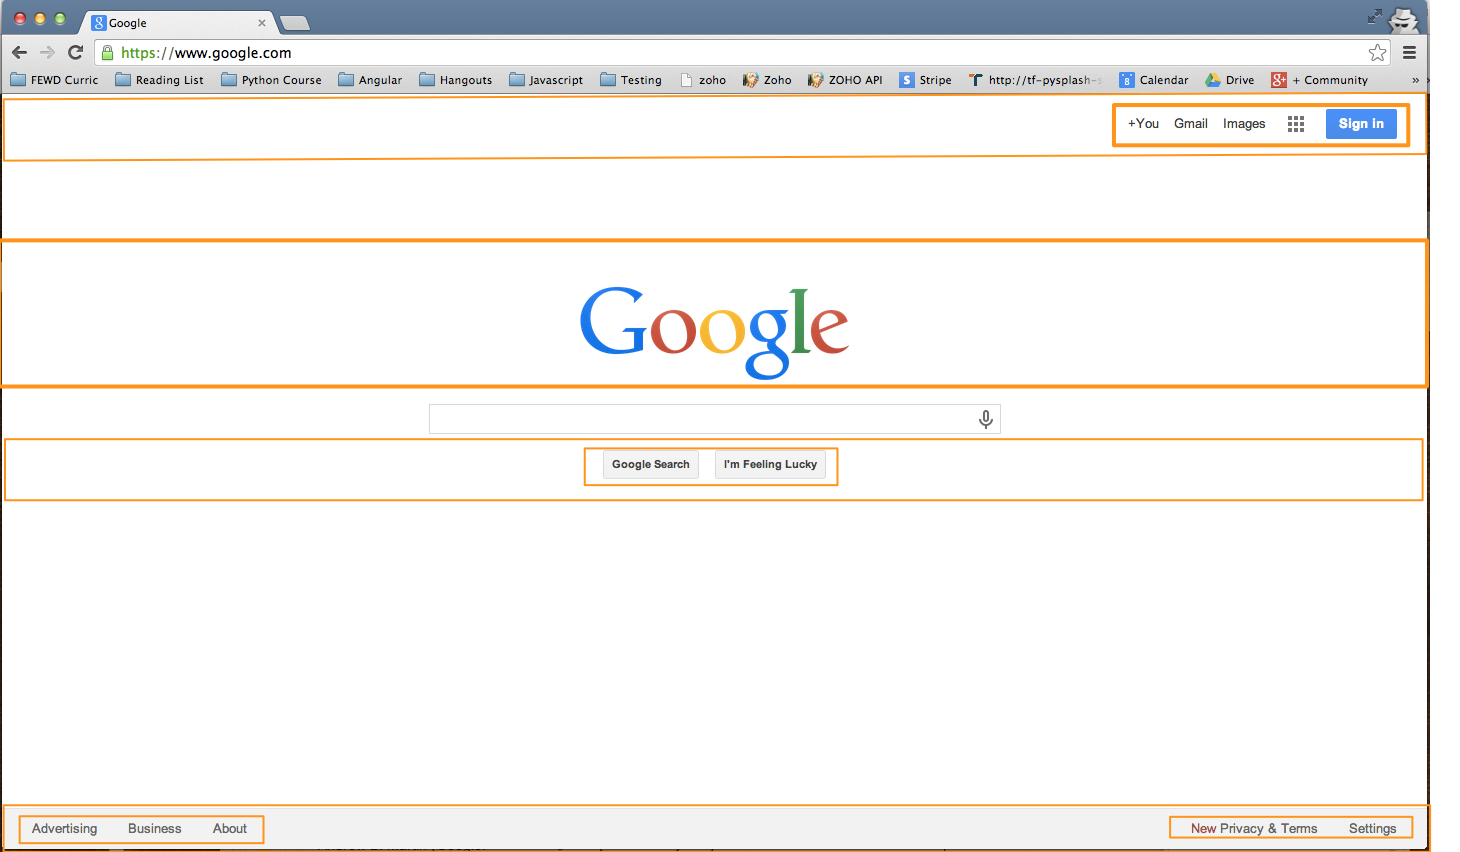 Google
https://www.google.com
FEWD Curric Reading List Python Course Angular Hangouts Javascript Testing zoho Zoho ZOHO API S Stripe http://tf-pysplash-s 8 Calendar Drive g+ + Community »
+You Gmail Images Sign in
Google
Google Search I'm Feeling Lucky
Advertising Business About New Privacy & Terms Settings